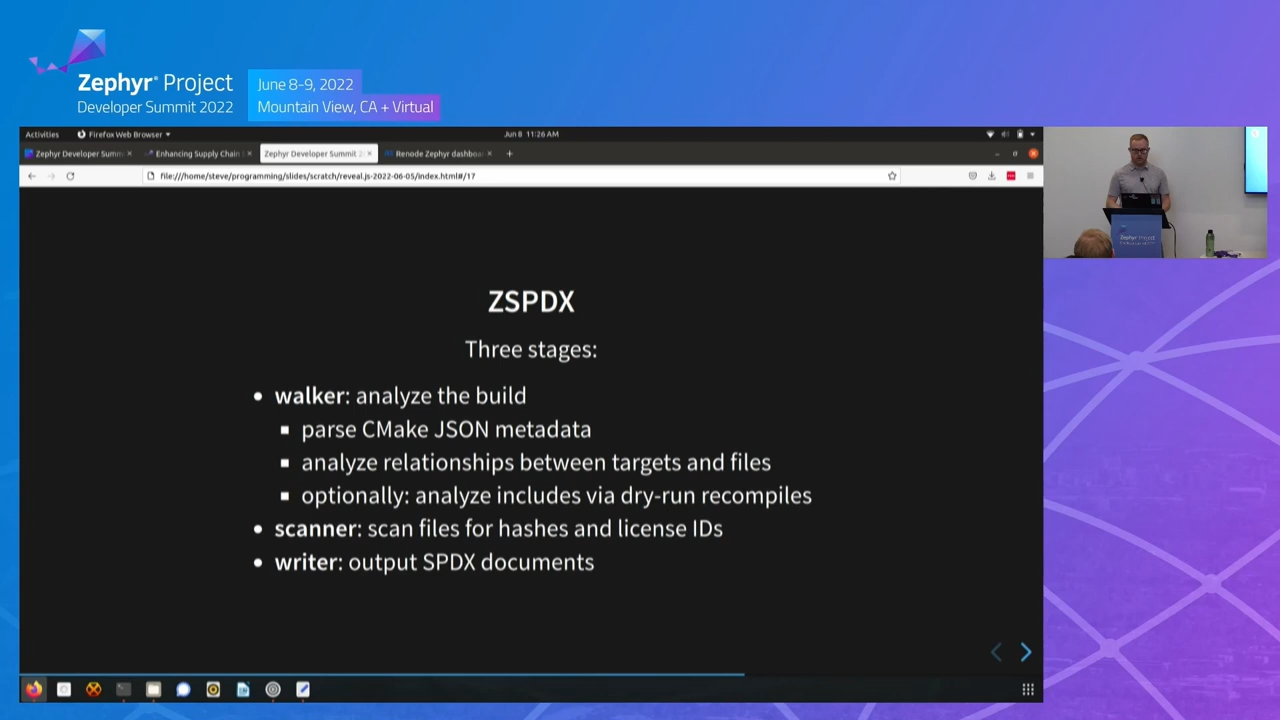 Zephyr® Project
Developer Summit 2022
June 8-9, 2022
Mountain View, CA + Virtual
Activities
Firefox Web Browser
Jun 8 11:26 AM
Zephyr Developer Summ
Enhancing Supply Chain
Zephyr Developer Summit
Renode Zephyr dashboa
file:///home/steve/programming/slides/scratch/reveal.js-2022-06-05/index.html#/17
ZSPDX
Three stages:
• walker: analyze the build
▪ parse CMake JSON metadata
▪ analyze relationships between targets and files
▪ optionally: analyze includes via dry-run recompiles
• scanner: scan files for hashes and license IDs
• writer: output SPDX documents
Zephyr Project